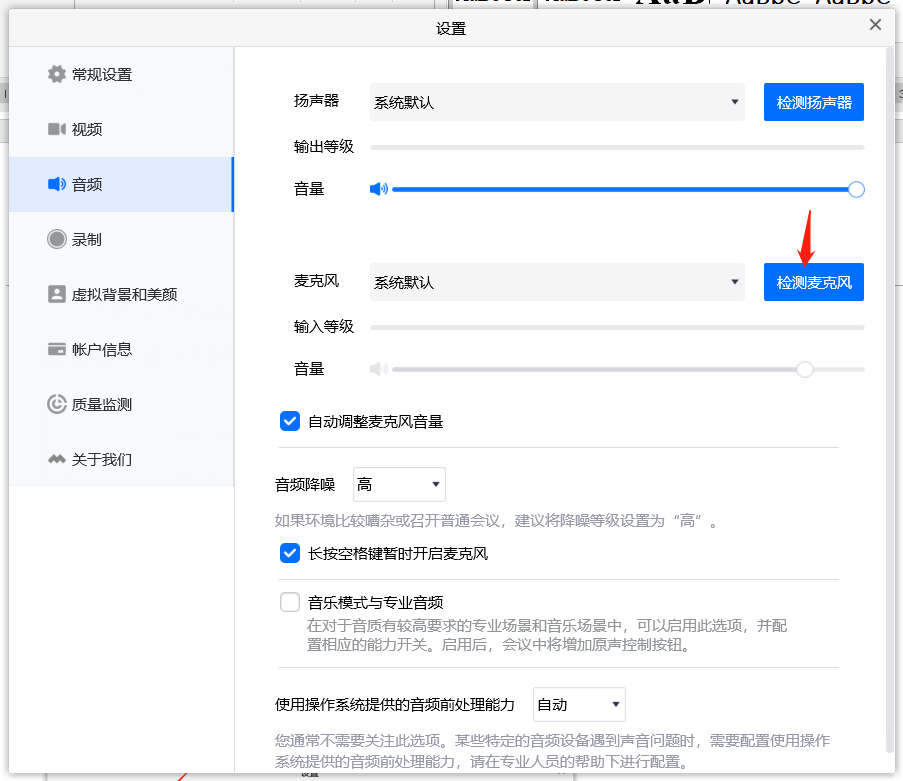 设置
常规设置
视频
音频
录制
虚拟背景和美颜
帐户信息
质量监测
关于我们
扬声器 系统默认 检测扬声器
输出等级
音量
麦克风 系统默认 检测麦克风
输入等级
音量
自动调整麦克风音量
音频降噪 高
如果环境比较嘈杂或召开普通会议，建议将降噪等级设置为“高”。
长按空格键暂时开启麦克风
音乐模式与专业音频
在对于音质有较高要求的专业场景和音乐场景中，可以启用此选项，并配
置相应的能力开关。启用后，会议中将增加原声控制按钮。
使用操作系统提供的音频前处理能力 自动
您通常不需要关注此选项。某些特定的音频设备遇到声音问题时，需要配置使用操作
系统提供的音频前处理能力，请在专业人员的帮助下进行配置。